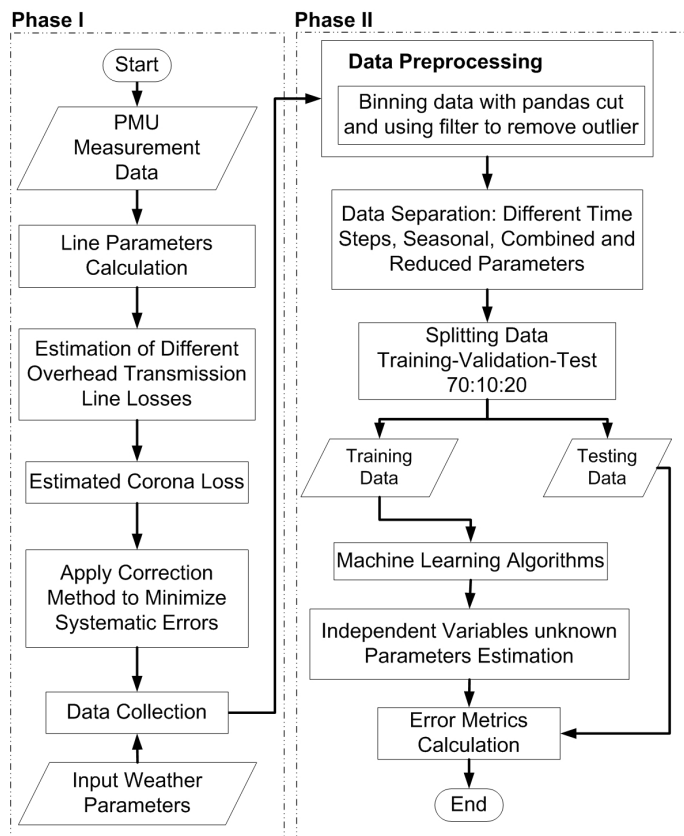 Phase I
Start
PMU
Measurement
Data
Line Parameters
Calculation
Estimation of Different
Overhead Transmission
Line Losses
Estimated Corona Loss
Apply Correction
Method to Minimize
Systematic Errors
Data Collection
Input Weather
Parameters
Phase II
Data Preprocessing
Binning data with pandas cut
and using filter to remove outlier
Data Separation: Different Time
Steps, Seasonal, Combined and
Reduced Parameters
Splitting Data
Training-Validation-Test
70:10:20
Training
Data
Testing
Data
Machine Learning Algorithms
Independent Variables unknown
Parameters Estimation
Error Metrics
Calculation
End